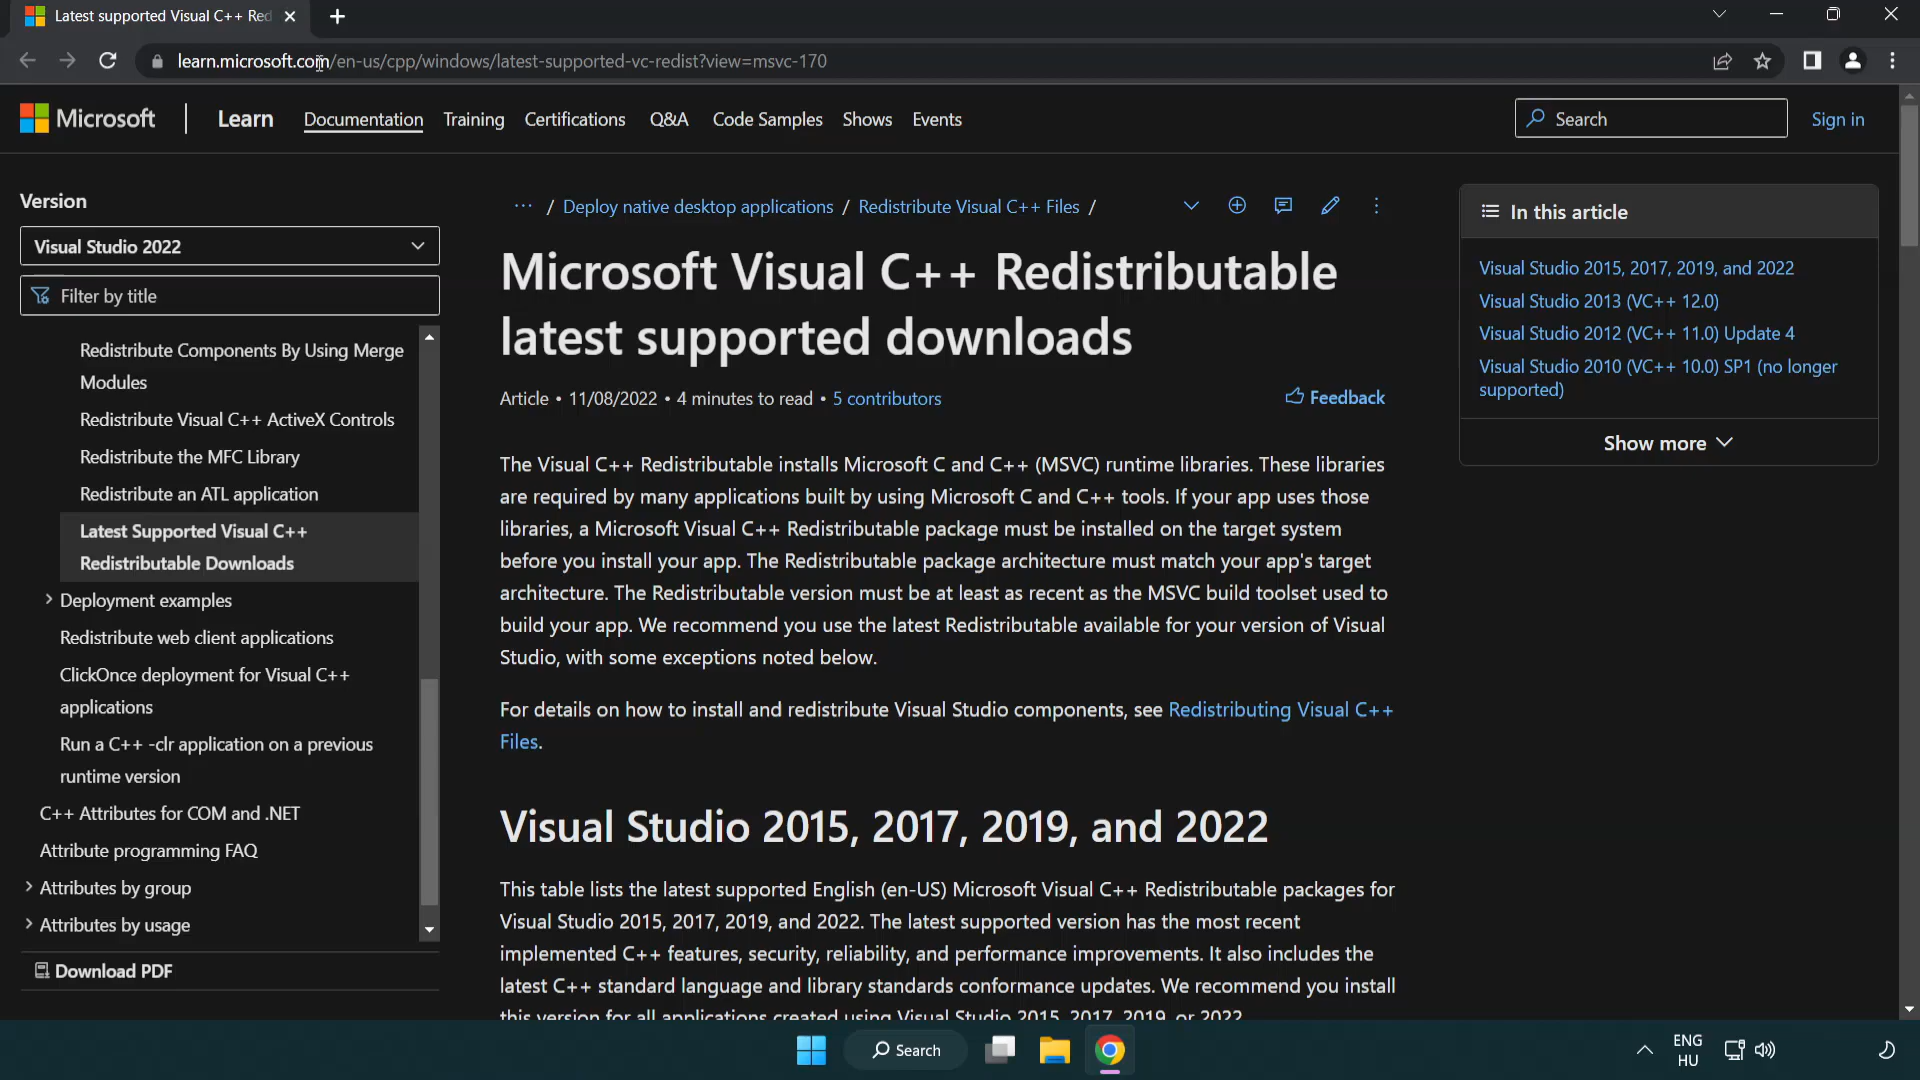 Latest supported Visual C++ Red
learn.microsoft.com/en-us/cpp/windows/latest-supported-vc-redist?view=msvc-170
Microsoft
Learn
Documentation
Training
Certifications
Q&A
Code Samples
Shows
Events
Search
Sign in
Version
Visual Studio 2022
Filter by title
Redistribute Components By Using Merge
Modules
Redistribute Visual C++ ActiveX Controls
Redistribute the MFC Library
Redistribute an ATL application
Latest Supported Visual C++
Redistributable Downloads
Deployment examples
Redistribute web client applications
ClickOnce deployment for Visual C++
applications
Run a C++ -clr application on a previous
runtime version
C++ Attributes for COM and .NET
Attribute programming FAQ
Attributes by group
Attributes by usage
Download PDF
... / Deploy native desktop applications / Redistribute Visual C++ Files /
Microsoft Visual C++ Redistributable
latest supported downloads
Article • 11/08/2022 • 4 minutes to read • 5 contributors
Feedback
The Visual C++ Redistributable installs Microsoft C and C++ (MSVC) runtime libraries. These libraries
are required by many applications built by using Microsoft C and C++ tools. If your app uses those
libraries, a Microsoft Visual C++ Redistributable package must be installed on the target system
before you install your app. The Redistributable package architecture must match your app's target
architecture. The Redistributable version must be at least as recent as the MSVC build toolset used to
build your app. We recommend you use the latest Redistributable available for your version of Visual
Studio, with some exceptions noted below.
For details on how to install and redistribute Visual Studio components, see Redistributing Visual C++
Files.
Visual Studio 2015, 2017, 2019, and 2022
This table lists the latest supported English (en-US) Microsoft Visual C++ Redistributable packages for
Visual Studio 2015, 2017, 2019, and 2022. The latest supported version has the most recent
implemented C++ features, security, reliability, and performance improvements. It also includes the
latest C++ standard language and library standards conformance updates. We recommend you install
this version for all applications created using Visual Studio 2015, 2017, 2019, or 2022.
In this article
Visual Studio 2015, 2017, 2019, and 2022
Visual Studio 2013 (VC++ 12.0)
Visual Studio 2012 (VC++ 11.0) Update 4
Visual Studio 2010 (VC++ 10.0) SP1 (no longer
supported)
Show more
Search
ENG
HU